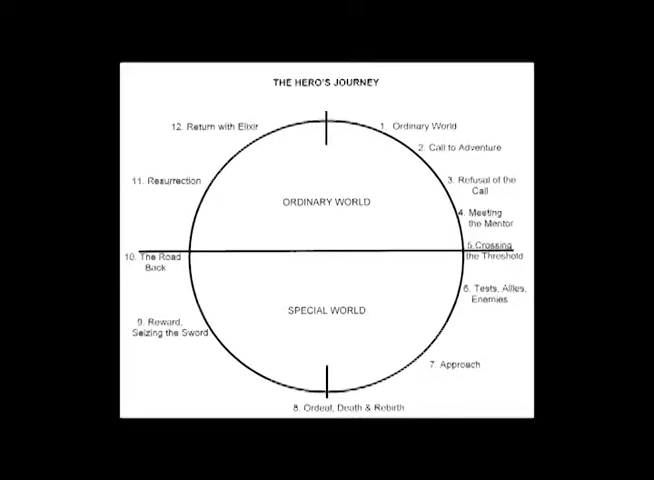 THE HERO'S JOURNEY
12. Return with Elixir
1 Ordinary World
2. Call to Adventure
11. Resurrection
3. Refusal of the
Call
ORDINARY WORLD
4. Meeting
the Mentor
10. The Road
Back
5.Crossing
the Threshold
6. Tests, Allies,
Enemies
SPECIAL WORLD
9. Reward,
Seizing the Sword
7. Approach
8. Ordeal, Death & Rebirth